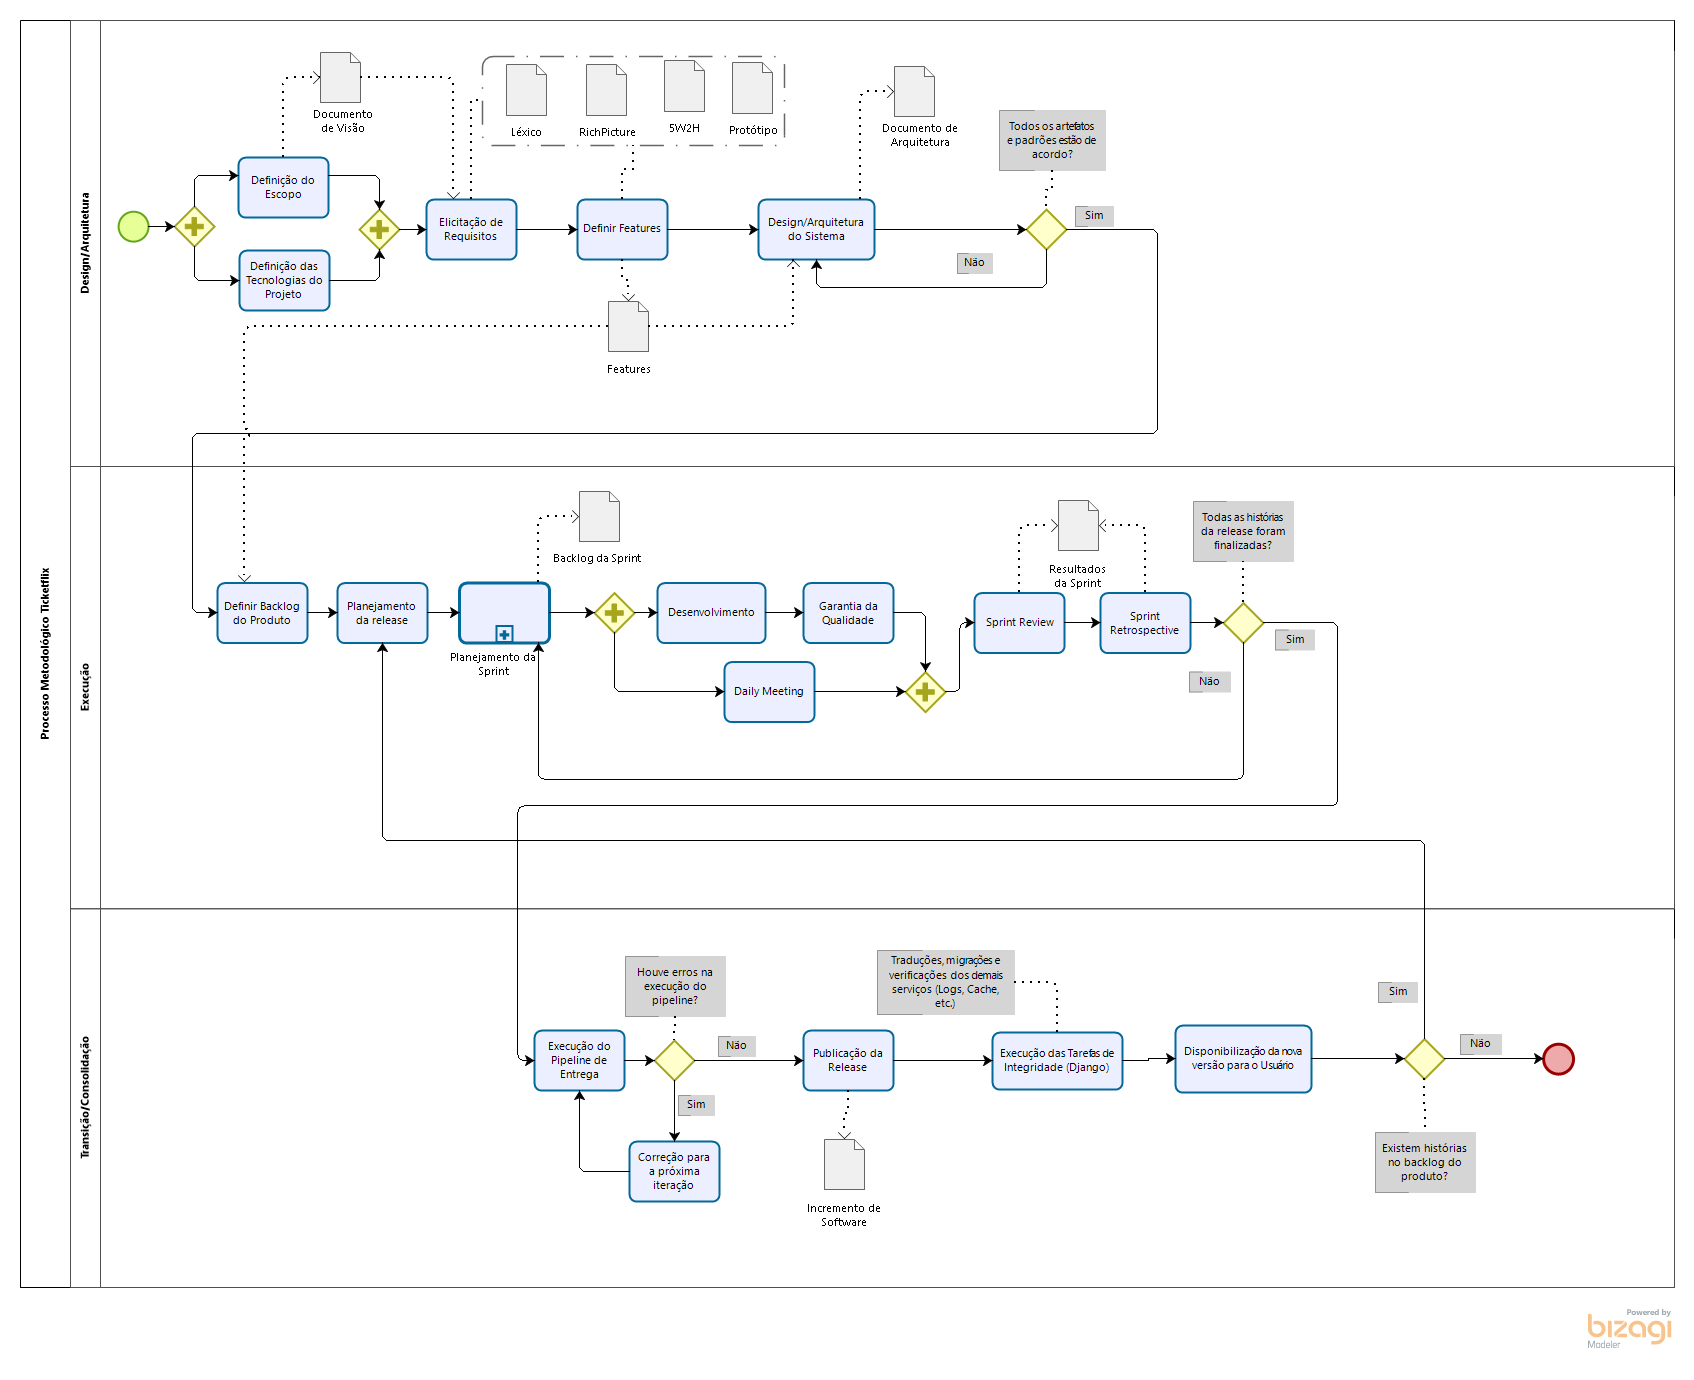 Processo Metodológico Ticketflix
Design/Arquitetura
Documento
de Visão
Léxico
RichPicture
5W2H
Protótipo
Documento de
Arquitetura
Todos os artefatos
e padrões estão de
acordo?
Definição do
Escopo
Definição das
Tecnologias do
Projeto
Elicitação de
Requisitos
Definir Features
Design/Arquitetura
do Sistema
Sim
Não
Features
Execução
Backlog da Sprint
Resultados
da Sprint
Todas as histórias
da release foram
finalizadas?
Definir Backlog
do Produto
Planejamento
da release
Planejamento da
Sprint
Desenvolvimento
Garantia da
Qualidade
Daily Meeting
Sprint Review
Sprint
Retrospective
Sim
Não
Transição/Consolidação
Houve erros na
execução do
pipeline?
Traduções, migrações e
verificações dos demais
serviços (Logs, Cache,
etc.)
Sim
Execução do
Pipeline de
Entrega
Não
Publicação da
Release
Execução das Tarefas de
Integridade (Django)
Disponibilização da nova
versão para o Usuário
Não
Sim
Correção para
a próxima
iteração
Incremento de
Software
Existem histórias
no backlog do
produto?
Powered by
bizagi
Modeler